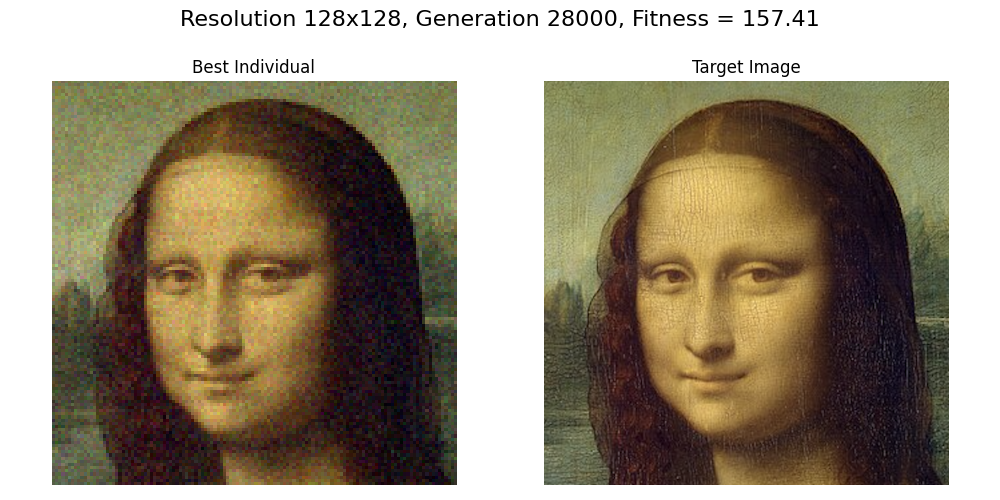 Resolution 128x128, Generation 28000, Fitness = 157.41
Best Individual
Target Image